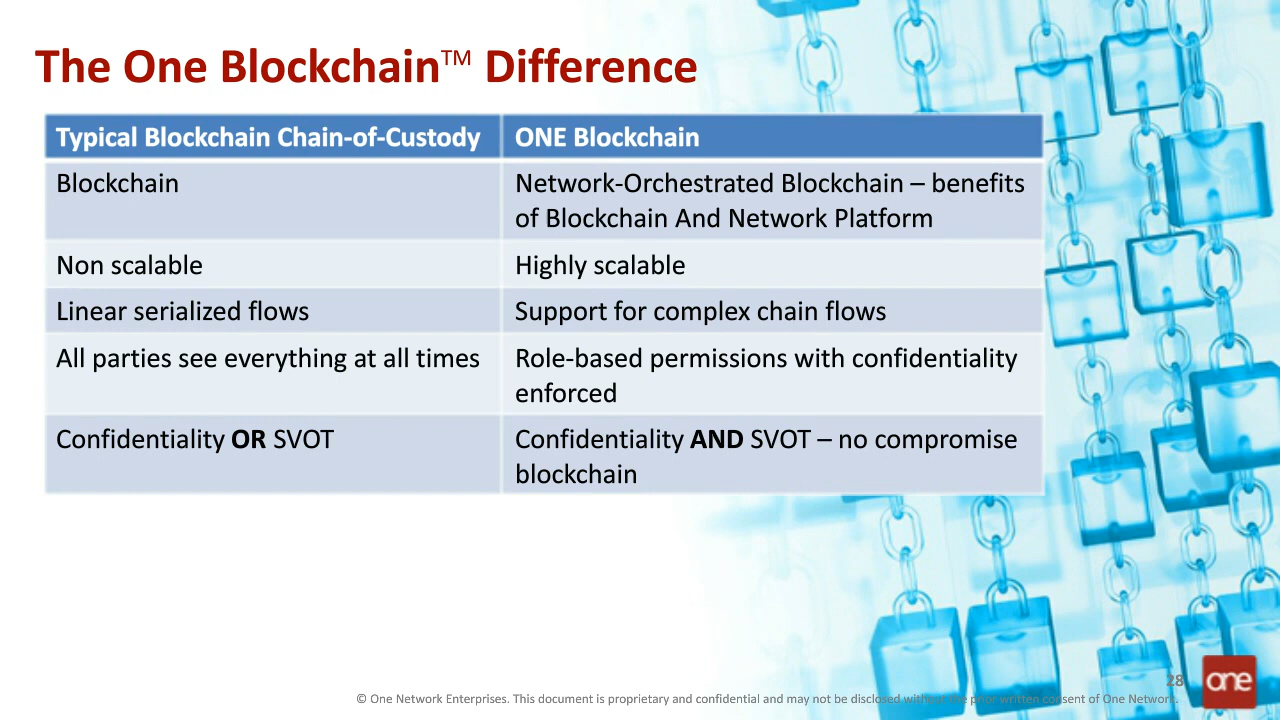 The One Blockchain™ Difference
Typical Blockchain Chain-of-Custody
ONE Blockchain
Blockchain
Network-Orchestrated Blockchain – benefits
of Blockchain And Network Platform
Non scalable
Highly scalable
Linear serialized flows
Support for complex chain flows
All parties see everything at all times
Role-based permissions with confidentiality
enforced
Confidentiality OR SVOT
Confidentiality AND SVOT – no compromise
blockchain
28
one
© One Network Enterprises. This document is proprietary and confidential and may not be disclosed without the prior written consent of One Network.